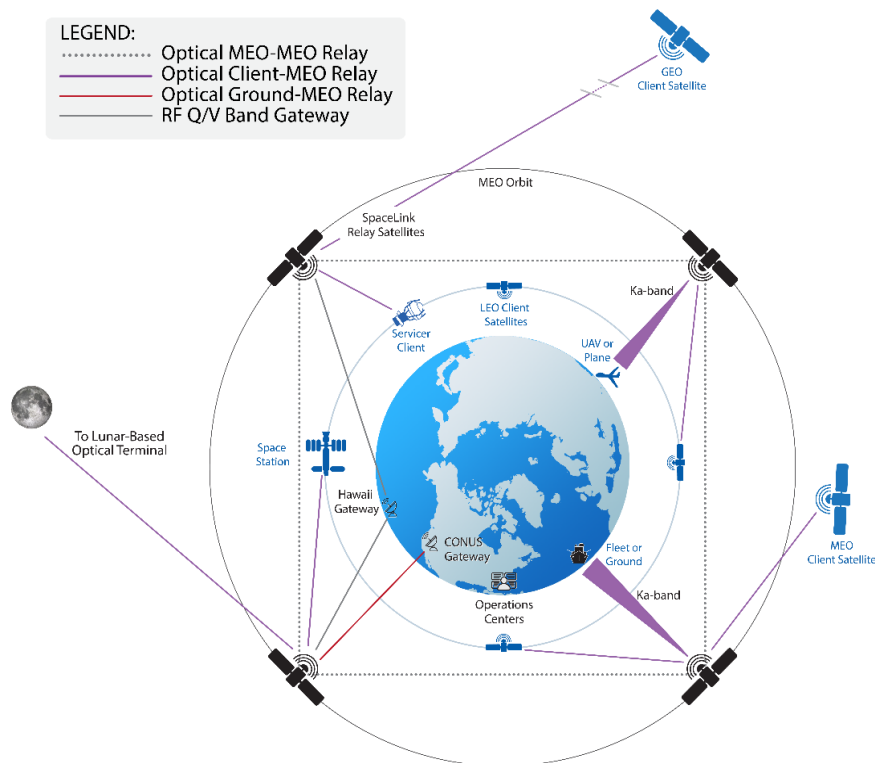 LEGEND:
Optical MEO-MEO Relay
Optical Client-MEO Relay
Optical Ground-MEO Relay
RF Q/V Band Gateway
GEO
Client Satellite
MEO Orbit
SpaceLink
Relay Satellites
Ka-band
LEO Client
Satellites
Servicer
Client
UAV or
Plane
To Lunar-Based
Optical Terminal
Space
Station
Hawaii
Gateway
CONUS
Gateway
Fleet or
Ground
MEO
Client Satellite
Operations
Centers
Ka-band